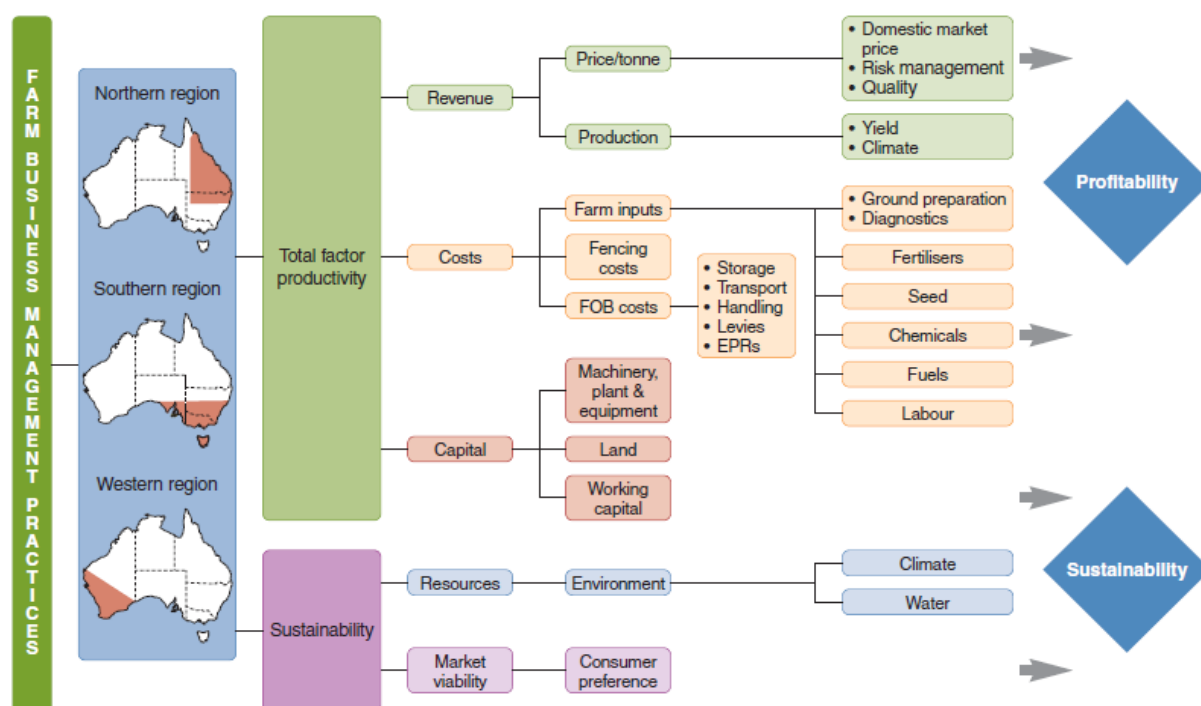 FARM BUSINESS MANAGEMENT PRACTICES
Northern region
Southern region
Western region
Total factor
productivity
Sustainability
Revenue
Price/tonne
• Domestic market
price
• Risk management
• Quality
Production
• Yield
• Climate
Costs
Farm inputs
• Ground preparation
• Diagnostics
Fertilisers
Seed
Chemicals
Fuels
Labour
Fencing
costs
FOB costs
• Storage
• Transport
• Handling
• Levies
• EPRs
Capital
Machinery,
plant &
equipment
Land
Working
capital
Resources
Environment
Climate
Water
Market
viability
Consumer
preference
Profitability
Sustainability